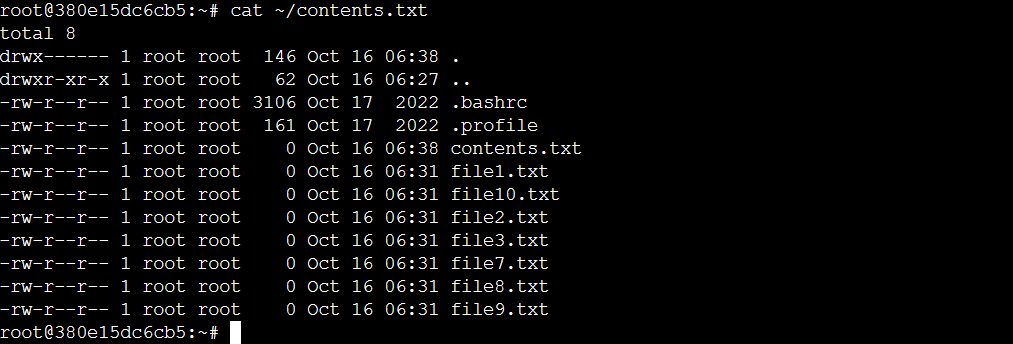 root@380e15dc6cb5:~# cat ~/contents.txt
total 8
drwx------ 1 root root  146 Oct 16 06:38 .
drwxr-xr-x 1 root root   62 Oct 16 06:27 ..
-rw-r--r-- 1 root root 3106 Oct 17  2022 .bashrc
-rw-r--r-- 1 root root  161 Oct 17  2022 .profile
-rw-r--r-- 1 root root    0 Oct 16 06:38 contents.txt
-rw-r--r-- 1 root root    0 Oct 16 06:31 file1.txt
-rw-r--r-- 1 root root    0 Oct 16 06:31 file10.txt
-rw-r--r-- 1 root root    0 Oct 16 06:31 file2.txt
-rw-r--r-- 1 root root    0 Oct 16 06:31 file3.txt
-rw-r--r-- 1 root root    0 Oct 16 06:31 file7.txt
-rw-r--r-- 1 root root    0 Oct 16 06:31 file8.txt
-rw-r--r-- 1 root root    0 Oct 16 06:31 file9.txt
root@380e15dc6cb5:~#